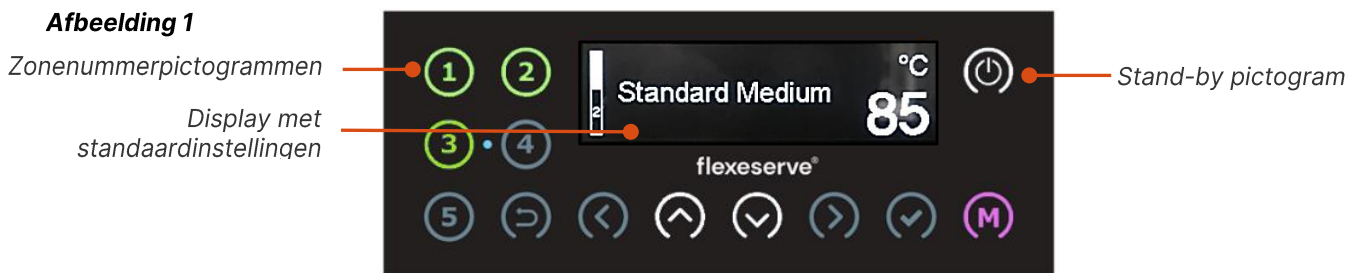 Afbeelding 1
Zonenummerpictogrammen
Display met
standaardinstellingen
Stand-by pictogram
1 2
°C
Standard Medium
85
2
3 4
flexeserve®
5
M